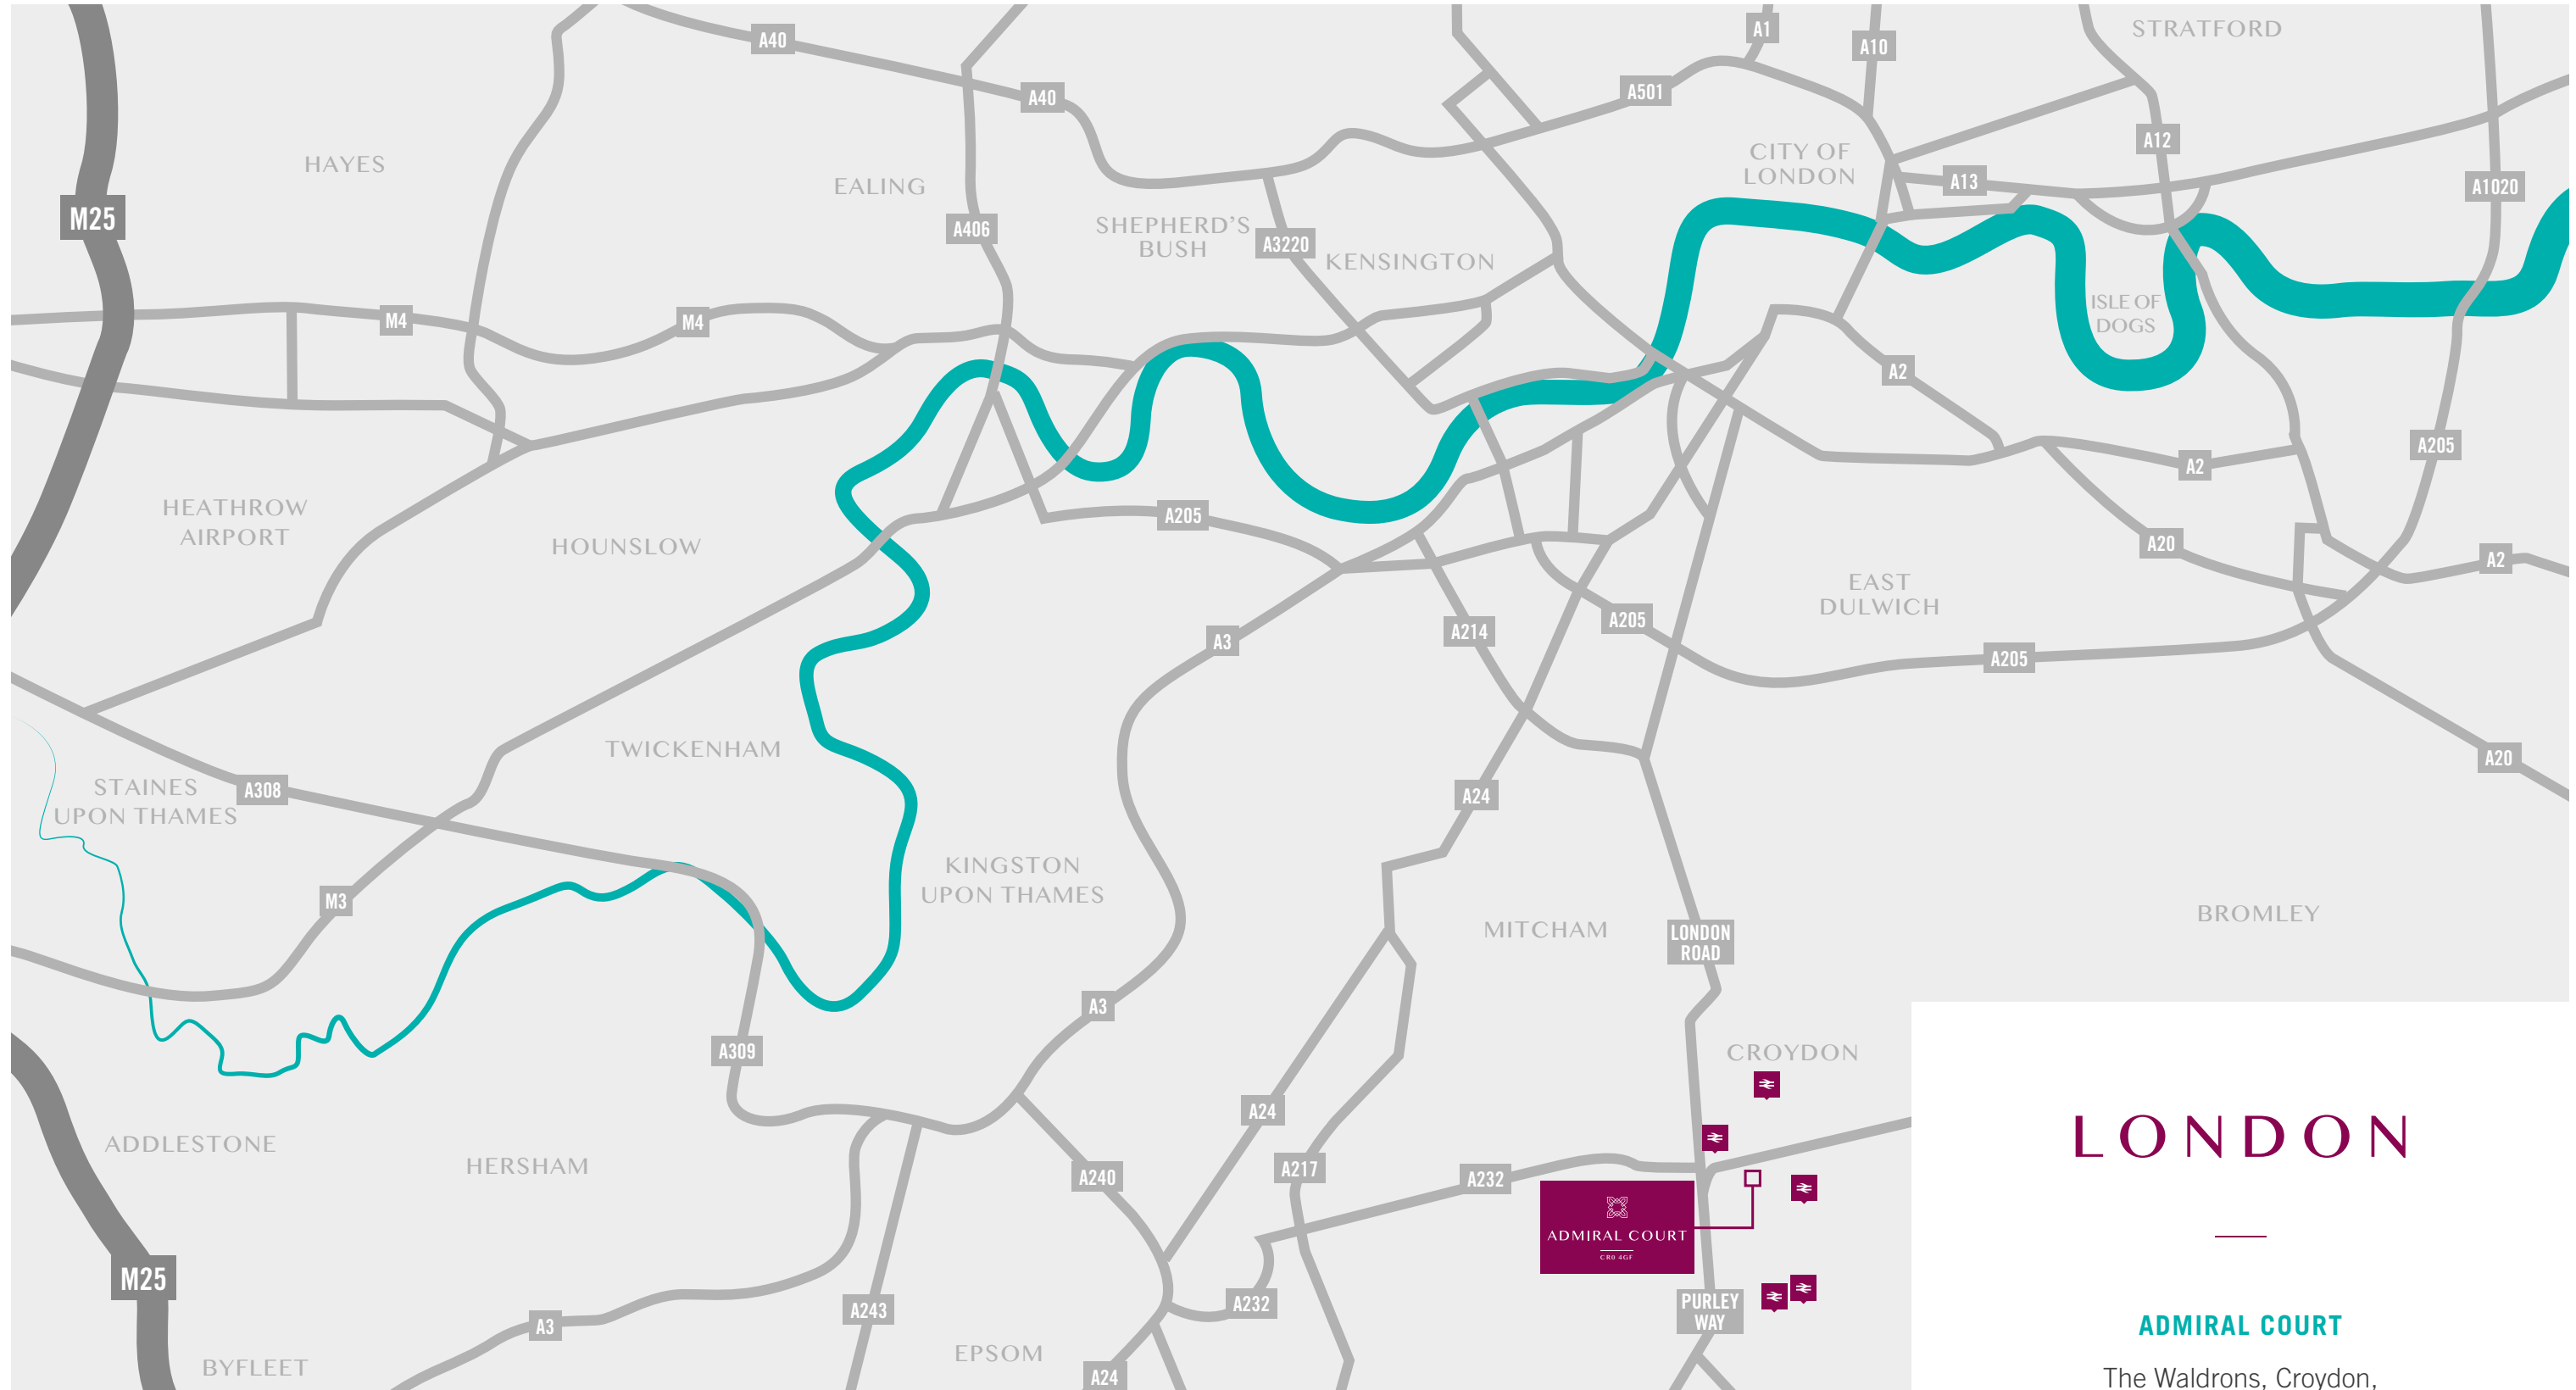 A40
A1
A10
STRATFORD
A40
A501
HAYES
EALING
CITY OF
LONDON
A12
A13
A1020
M25
A406
SHEPHERD'S
BUSH
A3220
KENSINGTON
M4
M4
ISLE OF
DOGS
A2
A205
A2
HEATHROW
AIRPORT
HOUNSLOW
A205
A20
A2
EAST
DULWICH
A3
A214
A205
A205
TWICKENHAM
A20
STAINES
UPON THAMES
A308
A24
KINGSTON
UPON THAMES
M3
MITCHAM
LONDON
ROAD
BROMLEY
A3
A309
CROYDON
A24
ADDLESTONE
HERSHAM
A240
A217
A232
ADMIRAL COURT
CR0 4GF
M25
A3
A243
A232
PURLEY
WAY
BYFLEET
EPSOM
A24
LONDON
ADMIRAL COURT
The Waldrons, Croydon,